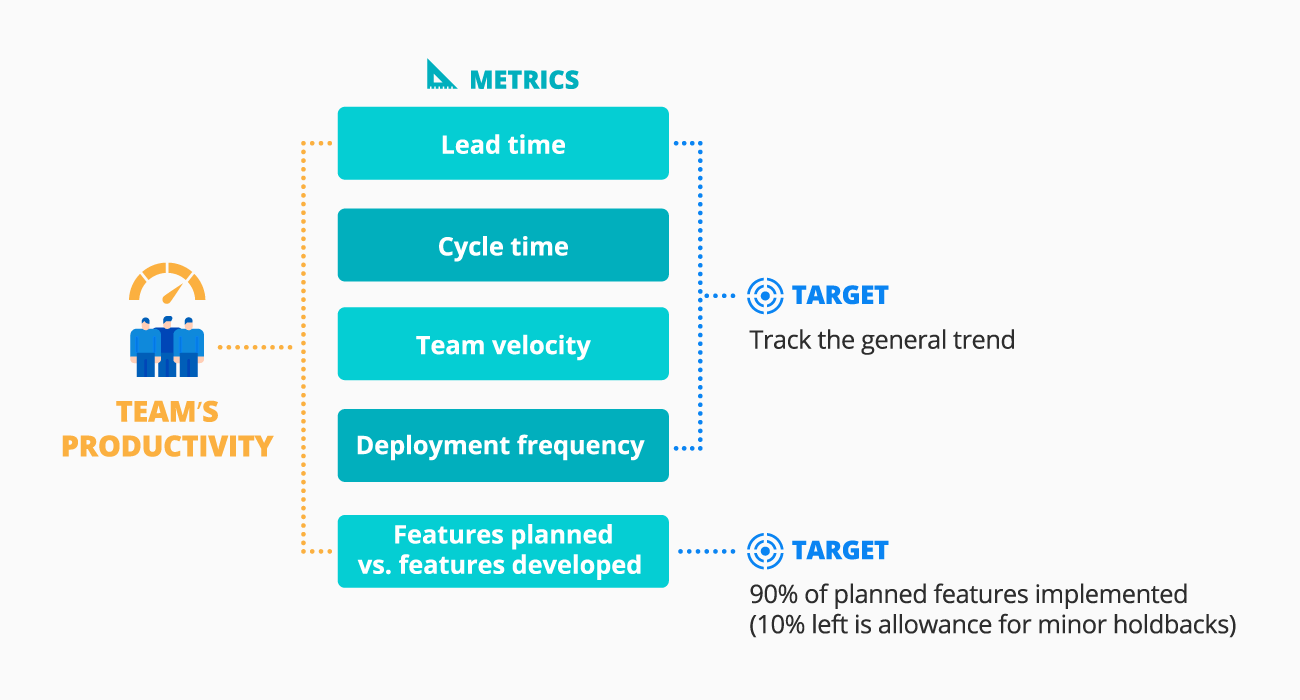 METRICS
Lead time
Cycle time
Team velocity
Deployment frequency
Features planned
vs. features developed
TEAM'S
PRODUCTIVITY
TARGET
Track the general trend
TARGET
90% of planned features implemented
(10% left is allowance for minor holdbacks)